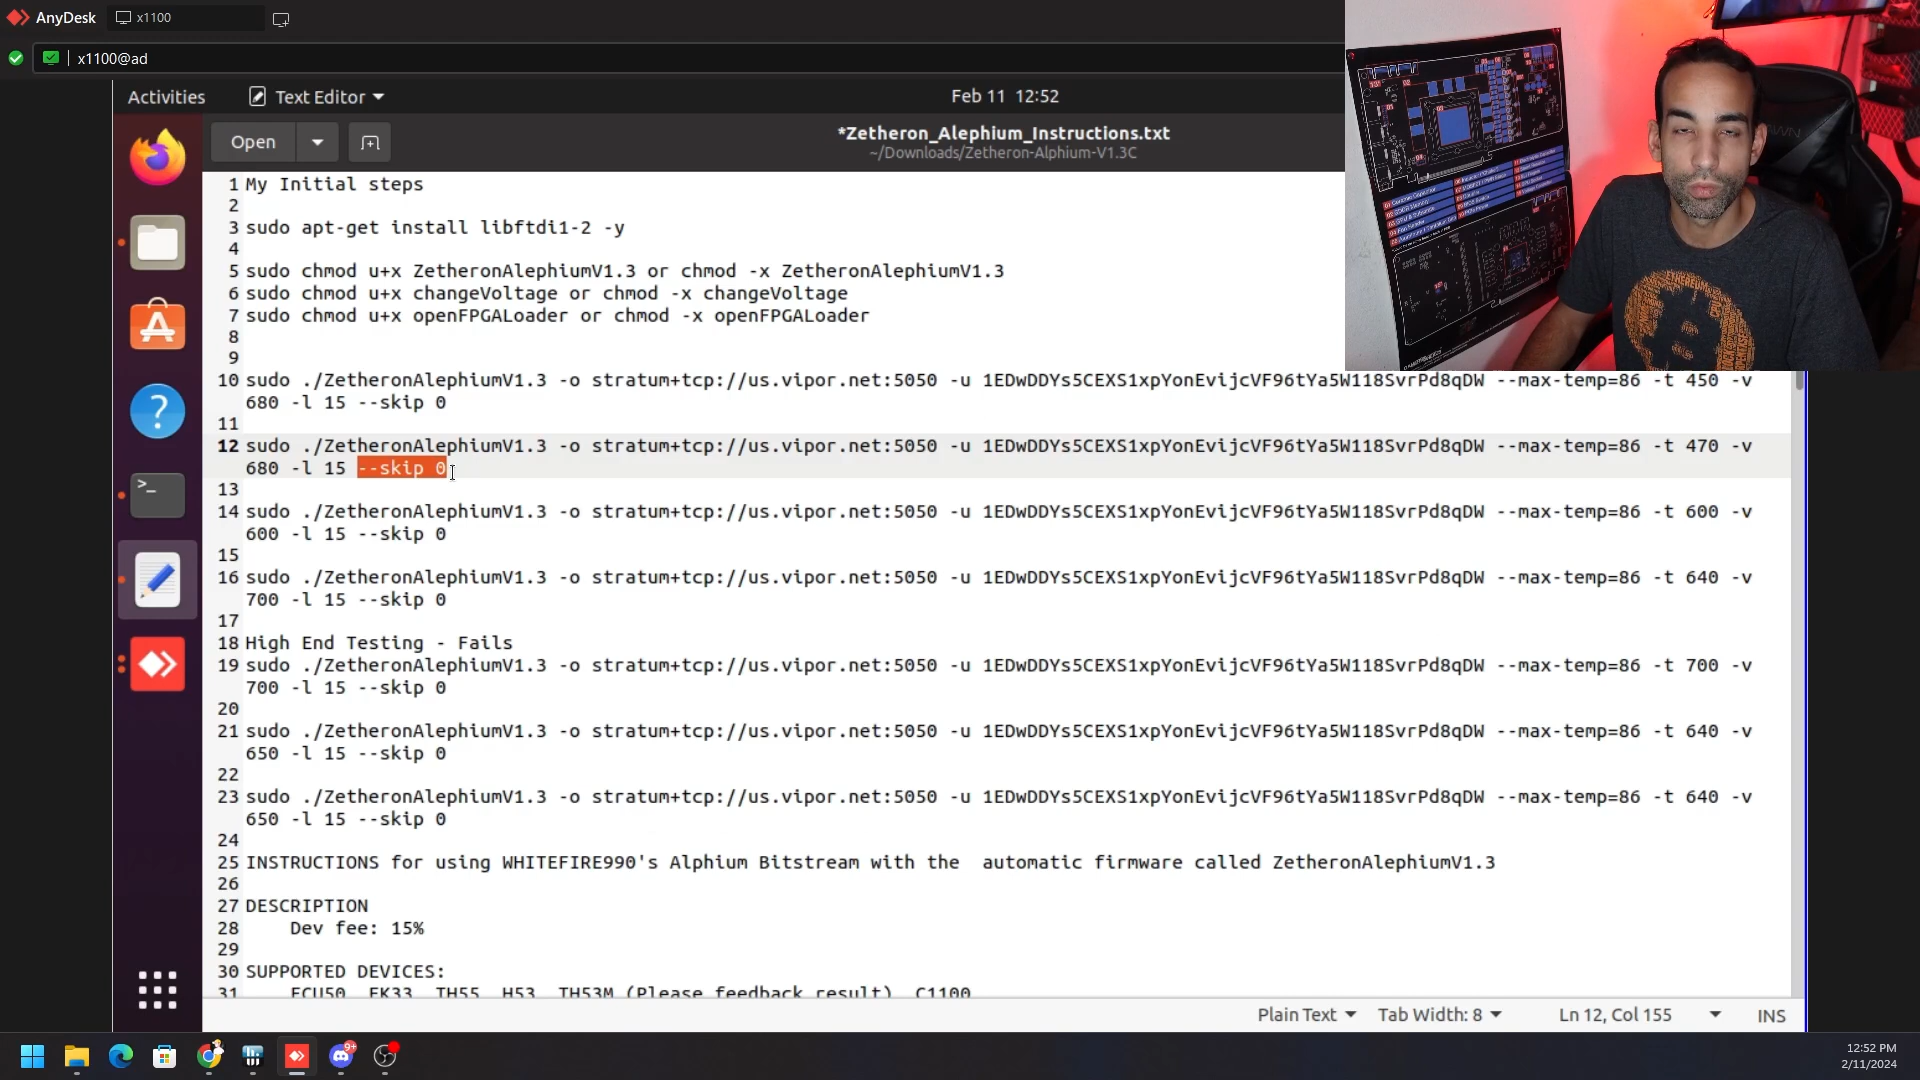 AnyDesk
x1100
x1100@ad
Activities
Text Editor
Feb 11 12:52
Open
*Zetheron_Alephium_Instructions.txt
~/Downloads/Zetheron-Alphium-V1.3C
1 My Initial steps
2
3 sudo apt-get install libftdi1-2 -y
4
5 sudo chmod u+x ZetheronAlephiumV1.3 or chmod -x ZetheronAlephiumV1.3
6 sudo chmod u+x changeVoltage or chmod -x changeVoltage
7 sudo chmod u+x openFPGALoader or chmod -x openFPGALoader
8
9
10 sudo ./ZetheronAlephiumV1.3 -o stratum+tcp://us.vipor.net:5050 -u 1EDwDDYs5CEXS1xpYonEvijcVF96tYa5W118SvrPd8qDW --max-temp=86 -t 450 -v
680 -l 15 --skip 0
11
12 sudo ./ZetheronAlephiumV1.3 -o stratum+tcp://us.vipor.net:5050 -u 1EDwDDYs5CEXS1xpYonEvijcVF96tYa5W118SvrPd8qDW --max-temp=86 -t 470 -v
680 -l 15 --skip 0
13
14 sudo ./ZetheronAlephiumV1.3 -o stratum+tcp://us.vipor.net:5050 -u 1EDwDDYs5CEXS1xpYonEvijcVF96tYa5W118SvrPd8qDW --max-temp=86 -t 600 -v
600 -l 15 --skip 0
15
16 sudo ./ZetheronAlephiumV1.3 -o stratum+tcp://us.vipor.net:5050 -u 1EDwDDYs5CEXS1xpYonEvijcVF96tYa5W118SvrPd8qDW --max-temp=86 -t 640 -v
700 -l 15 --skip 0
17
18 High End Testing - Fails
19 sudo ./ZetheronAlephiumV1.3 -o stratum+tcp://us.vipor.net:5050 -u 1EDwDDYs5CEXS1xpYonEvijcVF96tYa5W118SvrPd8qDW --max-temp=86 -t 700 -v
700 -l 15 --skip 0
20
21 sudo ./ZetheronAlephiumV1.3 -o stratum+tcp://us.vipor.net:5050 -u 1EDwDDYs5CEXS1xpYonEvijcVF96tYa5W118SvrPd8qDW --max-temp=86 -t 640 -v
650 -l 15 --skip 0
22
23 sudo ./ZetheronAlephiumV1.3 -o stratum+tcp://us.vipor.net:5050 -u 1EDwDDYs5CEXS1xpYonEvijcVF96tYa5W118SvrPd8qDW --max-temp=86 -t 640 -v
650 -l 15 --skip 0
24
25 INSTRUCTIONS for using WHITEFIRE990's Alphium Bitstream with the  automatic firmware called ZetheronAlephiumV1.3
26
27 DESCRIPTION
28 Dev fee: 15%
29
30 SUPPORTED DEVICES:
31 FCU50, FK33, TH55, H53, TH53M (Please feedback result), C1100
Plain Text
Tab Width: 8
Ln 12, Col 155
INS
9+
12:52 PM
2/11/2024